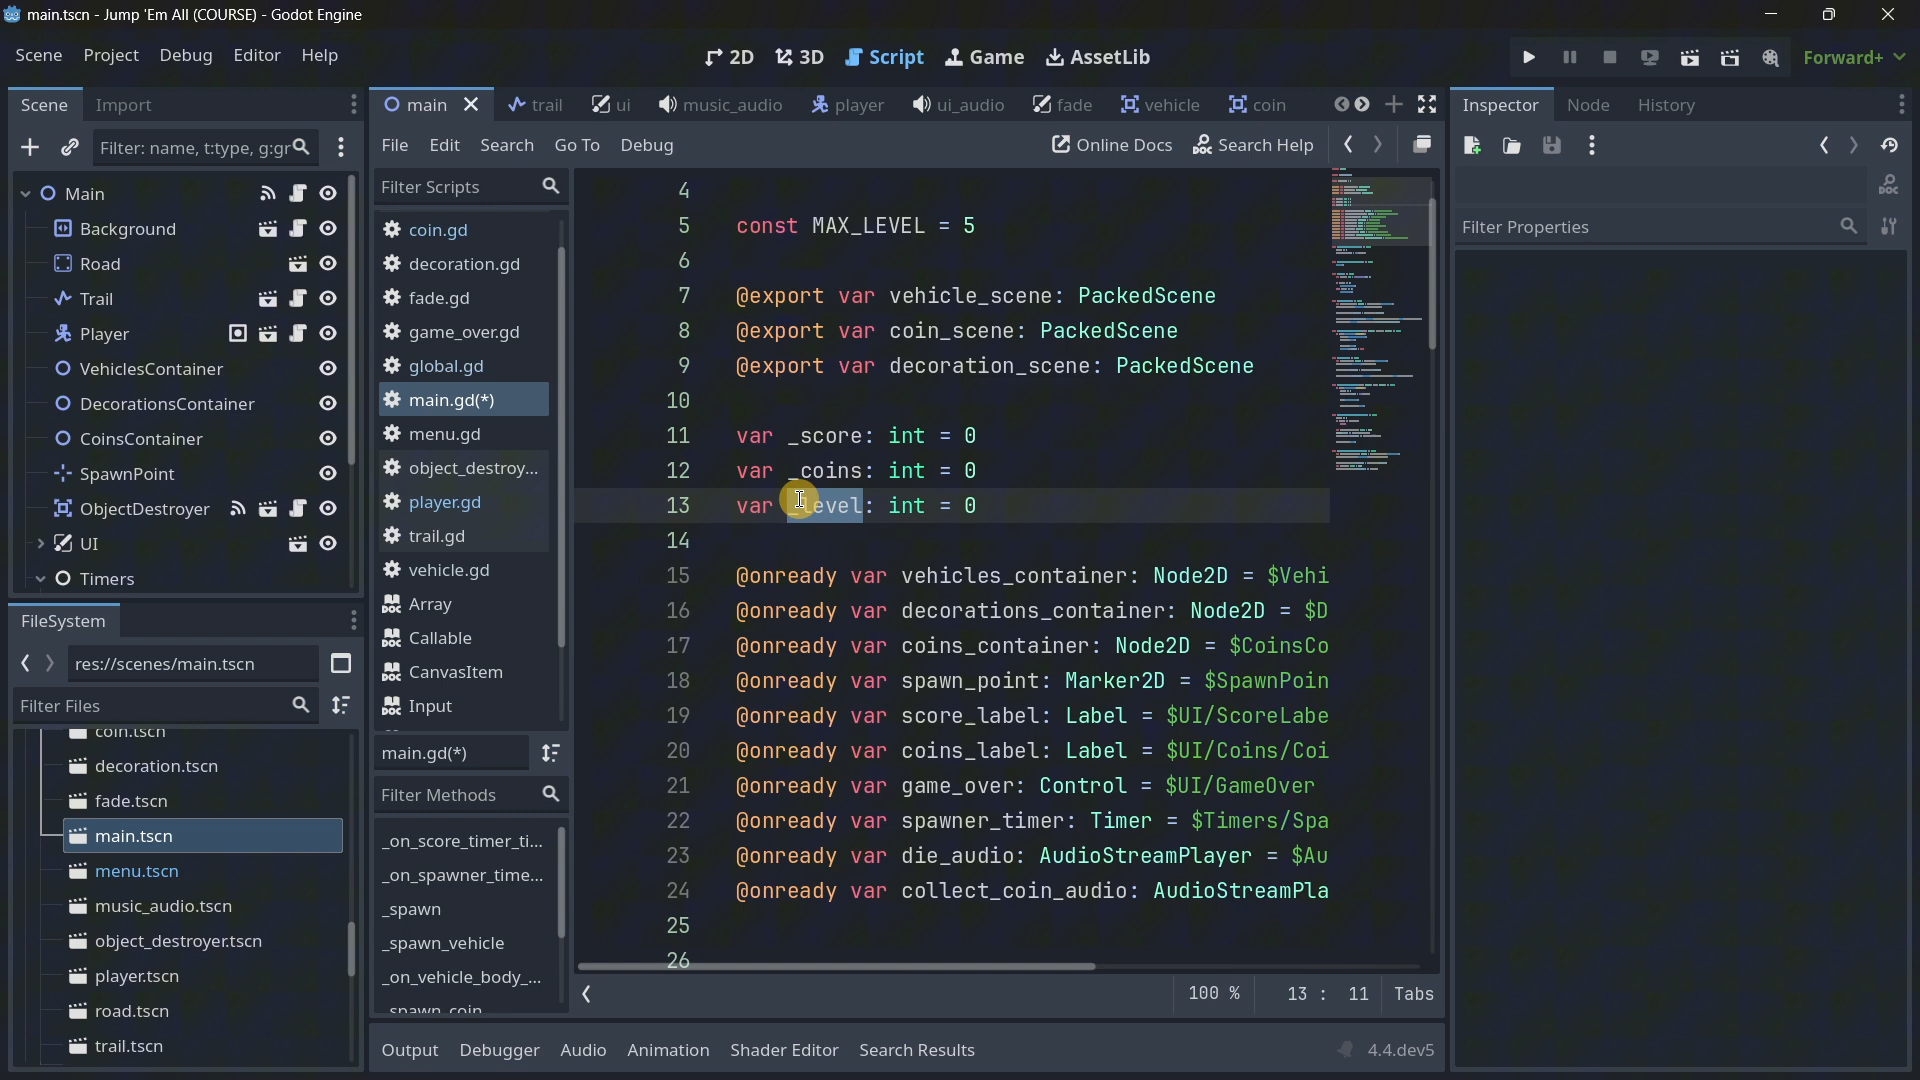 main.tscn - Jump 'Em All (COURSE) - Godot Engine
Scene Project Debug Editor Help
2D 3D Script Game AssetLib
Forward+
Scene Import
Filter: name, t:type, g:gr
Main
Background
Road
Trail
Player
VehiclesContainer
DecorationsContainer
CoinsContainer
SpawnPoint
ObjectDestroyer
UI
Timers
FileSystem
res://scenes/main.tscn
Filter Files
coin.tscn
decoration.tscn
fade.tscn
main.tscn
menu.tscn
music_audio.tscn
object_destroyer.tscn
player.tscn
road.tscn
trail.tscn
main trail ui music_audio player ui_audio fade vehicle coin
File Edit Search Go To Debug
Online Docs Search Help
Filter Scripts
coin.gd
decoration.gd
fade.gd
game_over.gd
global.gd
main.gd(*)
menu.gd
object_destroy...
player.gd
trail.gd
vehicle.gd
Array
Callable
CanvasItem
Input
main.gd(*)
Filter Methods
_on_score_timer_ti...
_on_spawner_time...
_spawn
_spawn_vehicle
_on_vehicle_body_...
_spawn_coin
4
5 const MAX_LEVEL = 5
6
7 @export var vehicle_scene: PackedScene
8 @export var coin_scene: PackedScene
9 @export var decoration_scene: PackedScene
10
11 var _score: int = 0
12 var _coins: int = 0
13 var _level: int = 0
14
15 @onready var vehicles_container: Node2D = $Vehi
16 @onready var decorations_container: Node2D = $D
17 @onready var coins_container: Node2D = $CoinsCo
18 @onready var spawn_point: Marker2D = $SpawnPoin
19 @onready var score_label: Label = $UI/ScoreLabe
20 @onready var coins_label: Label = $UI/Coins/Coi
21 @onready var game_over: Control = $UI/GameOver
22 @onready var spawner_timer: Timer = $Timers/Spa
23 @onready var die_audio: AudioStreamPlayer = $Au
24 @onready var collect_coin_audio: AudioStreamPla
25
26
100 % 13 : 11 Tabs
Output Debugger Audio Animation Shader Editor Search Results
4.4.dev5
Inspector Node History
Filter Properties